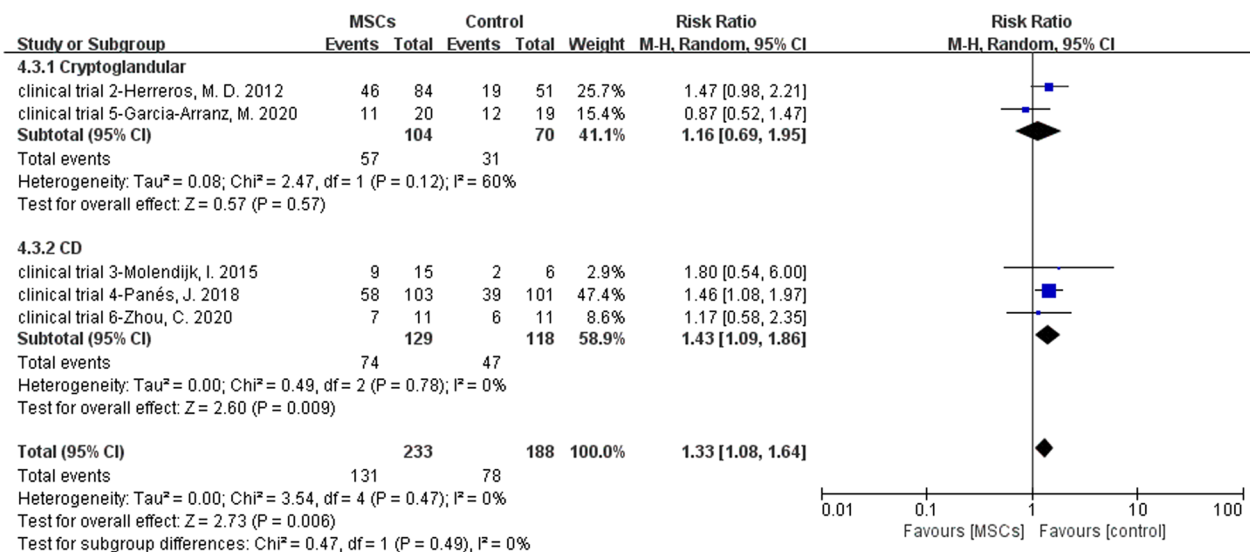 MSCs Control Risk Ratio Risk Ratio
Study or Subgroup Events Total Events Total Weight M-H, Random, 95% CI M-H, Random, 95% CI
4.3.1 Cryptoglandular
clinical trial 2-Herreros, M. D. 2012 46 84 19 51 25.7% 1.47 [0.98, 2.21]
clinical trial 5-Garcia-Arranz, M. 2020 11 20 12 19 15.4% 0.87 [0.52, 1.47]
Subtotal (95% CI) 104 70 41.1% 1.16 [0.69, 1.95]
Total events 57 31
Heterogeneity: Tau² = 0.08; Chi² = 2.47, df = 1 (P = 0.12); I² = 60%
Test for overall effect: Z = 0.57 (P = 0.57)
4.3.2 CD
clinical trial 3-Molendijk, I. 2015 9 15 2 6 2.9% 1.80 [0.54, 6.00]
clinical trial 4-Panés, J. 2018 58 103 39 101 47.4% 1.46 [1.08, 1.97]
clinical trial 6-Zhou, C. 2020 7 11 6 11 8.6% 1.17 [0.58, 2.35]
Subtotal (95% CI) 129 118 58.9% 1.43 [1.09, 1.86]
Total events 74 47
Heterogeneity: Tau² = 0.00; Chi² = 0.49, df = 2 (P = 0.78); I² = 0%
Test for overall effect: Z = 2.60 (P = 0.009)
Total (95% CI) 233 188 100.0% 1.33 [1.08, 1.64]
Total events 131 78
Heterogeneity: Tau² = 0.00; Chi² = 3.54, df = 4 (P = 0.47); I² = 0%
Test for overall effect: Z = 2.73 (P = 0.006)
Test for subgroup differences: Chi² = 0.47, df = 1 (P = 0.49), I² = 0%
0.01 0.1 1 10 100
Favours [MSCs] Favours [control]